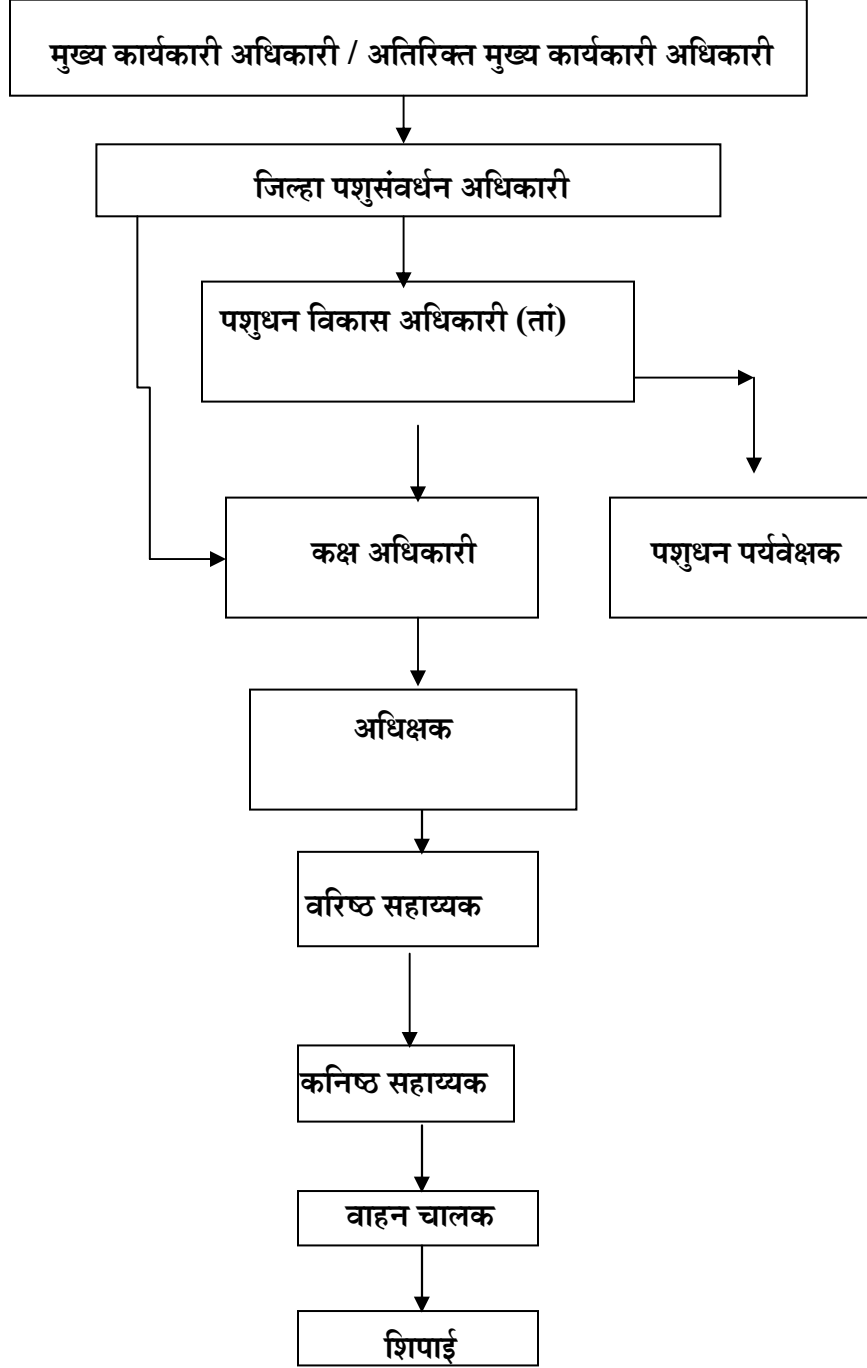 मुख्य कार्यकारी अधिकारी / अतिरिक्त मुख्य कार्यकारी अधिकारी
जिल्हा पशुसंवर्धन अधिकारी
पशुधन विकास अधिकारी (तां)
कक्ष अधिकारी
पशुधन पर्यवेक्षक
अधिक्षक
वरिष्ठ सहाय्यक
कनिष्ठ सहाय्यक
वाहन चालक
शिपाई